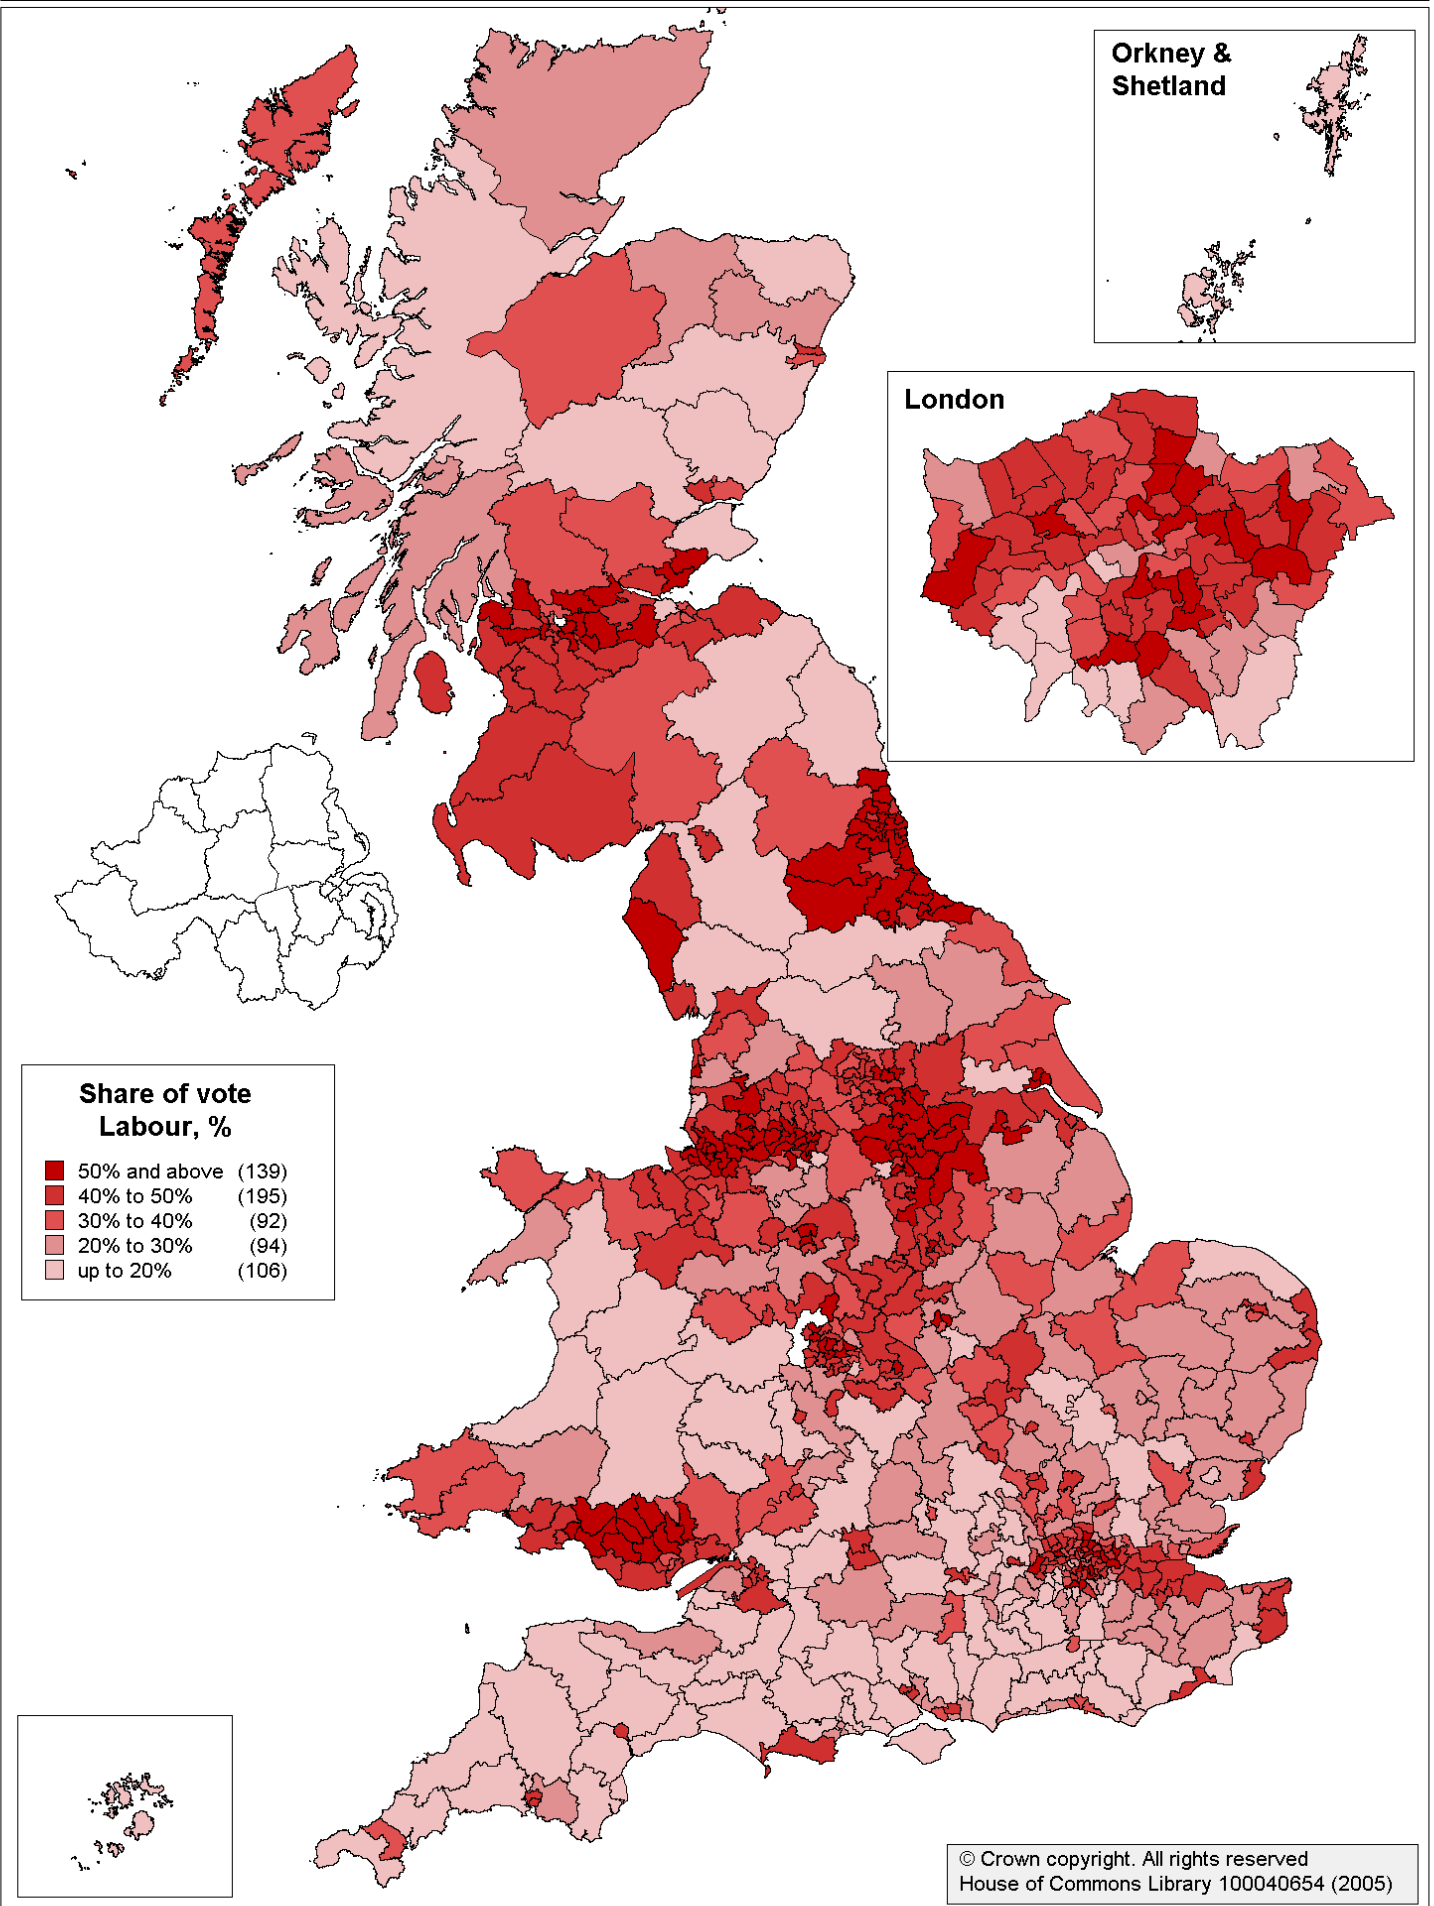 Orkney &
Shetland
London
Share of vote
Labour, %
50% and above (139)
40% to 50% (195)
30% to 40% (92)
20% to 30% (94)
up to 20% (106)
© Crown copyright. All rights reserved
House of Commons Library 100040654 (2005)